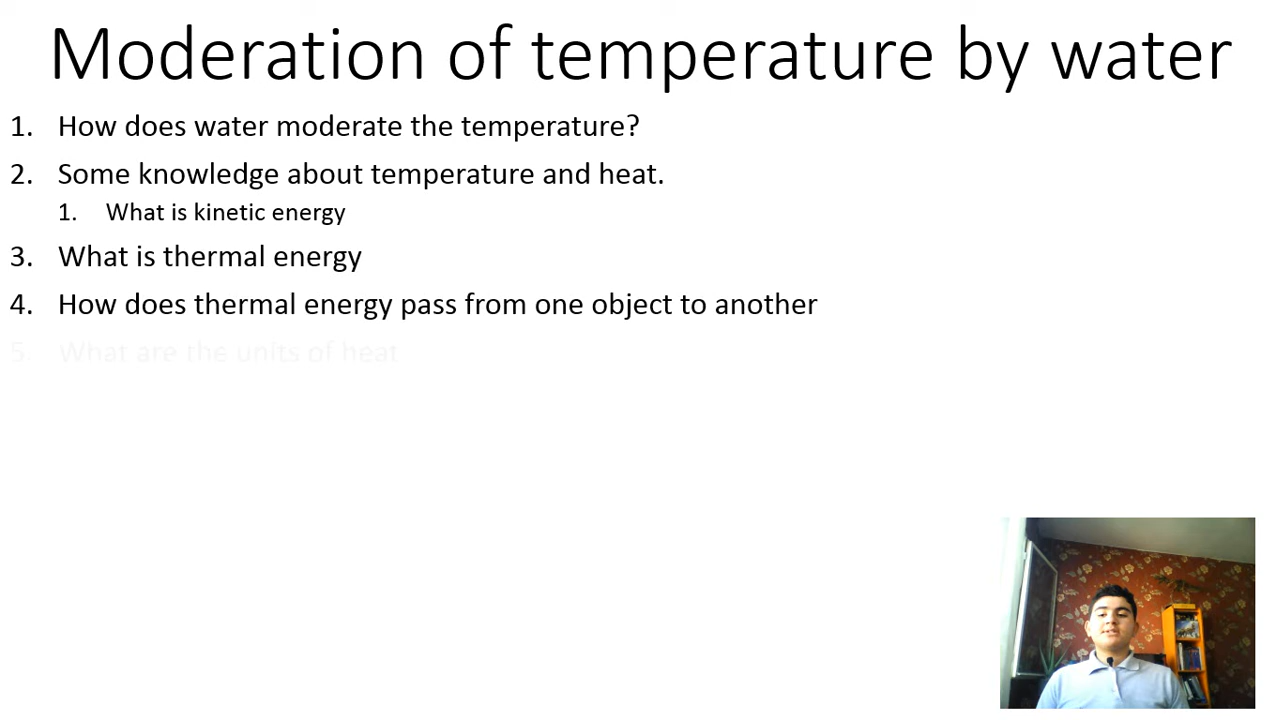 Moderation of temperature by water
1. How does water moderate the temperature?
2. Some knowledge about temperature and heat.
1. What is kinetic energy
3. What is thermal energy
4. How does thermal energy pass from one object to another
5. What are the units of heat